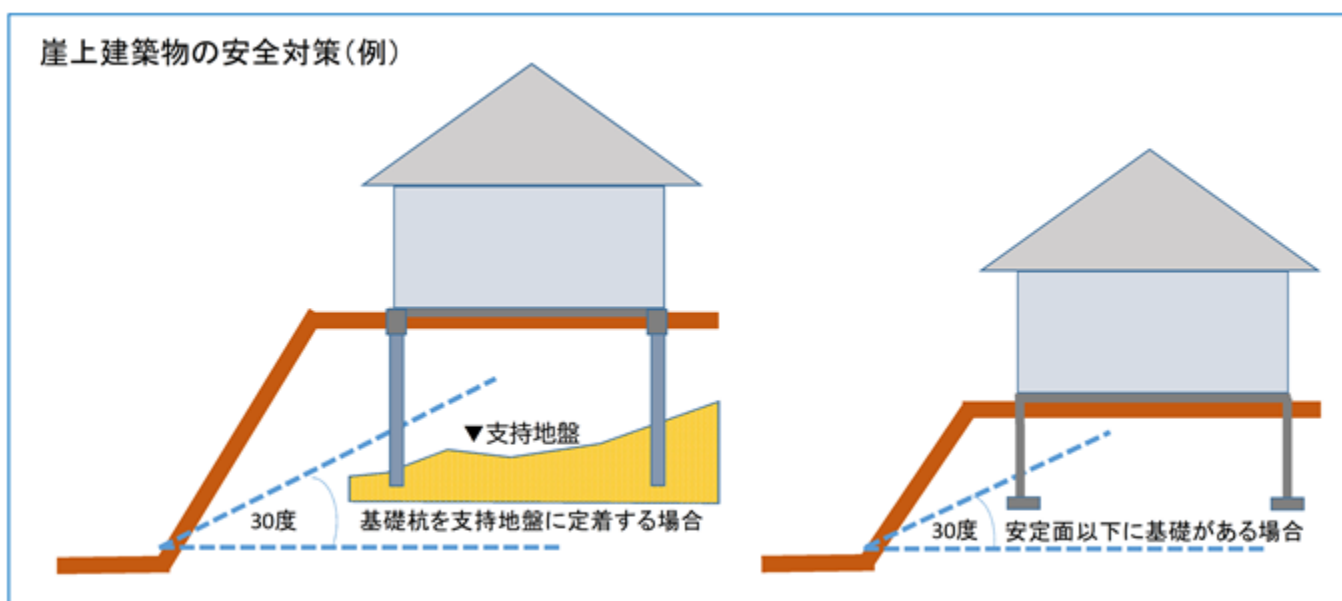 崖上建築物の安全対策(例)
▼支持地盤
30度
基礎杭を支持地盤に定着する場合
30度
安定面以下に基礎がある場合